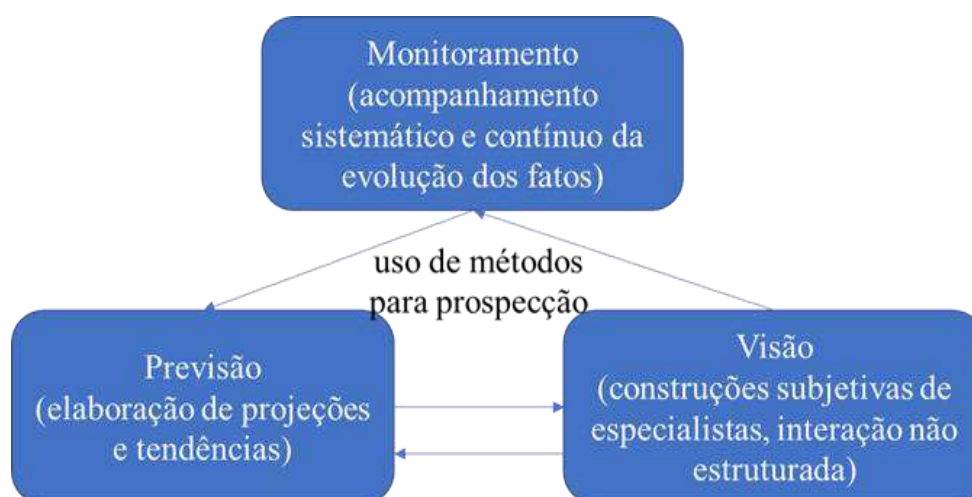 Monitoramento
(acompanhamento
sistemático e contínuo da
evolução dos fatos)
uso de métodos
para prospecção
Previsão
(elaboração de projeções
e tendências)
Visão
(construções subjetivas de
especialistas, interação não
estruturada)